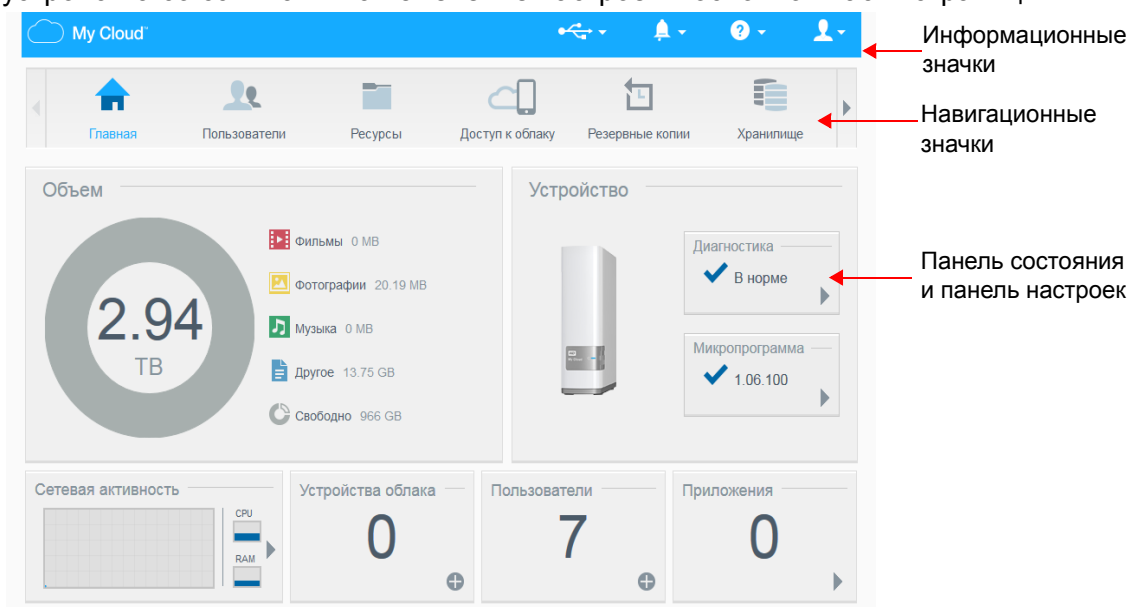 My Cloud
Информационные
значки
Главная
Пользователи
Ресурсы
Доступ к облаку
Резервные копии
Хранилище
Навигационные
значки
Объем
2.94
TB
Фильмы 0 MB
Фотографии 20.19 MB
Музыка 0 MB
Другое 13.75 GB
Свободно 966 GB
Устройство
Диагностика
В норме
Микропрограмма
1.06.100
Панель состояния
и панель настроек
Сетевая активность
CPU
RAM
Устройства облака
0
Пользователи
7
Приложения
0